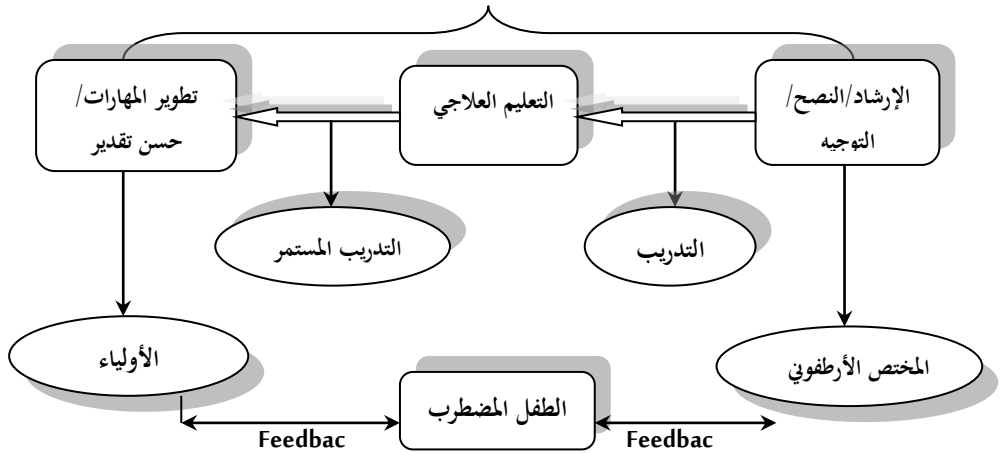 الإرشاد/النصح/
التوجيه
التعليم العلاجي
تطوير المهارات/
حسن تقدير
التدريب
التدريب المستمر
المختص الأرطفوني
الأولياء
الطفل المضطرب
Feedbac
Feedbac